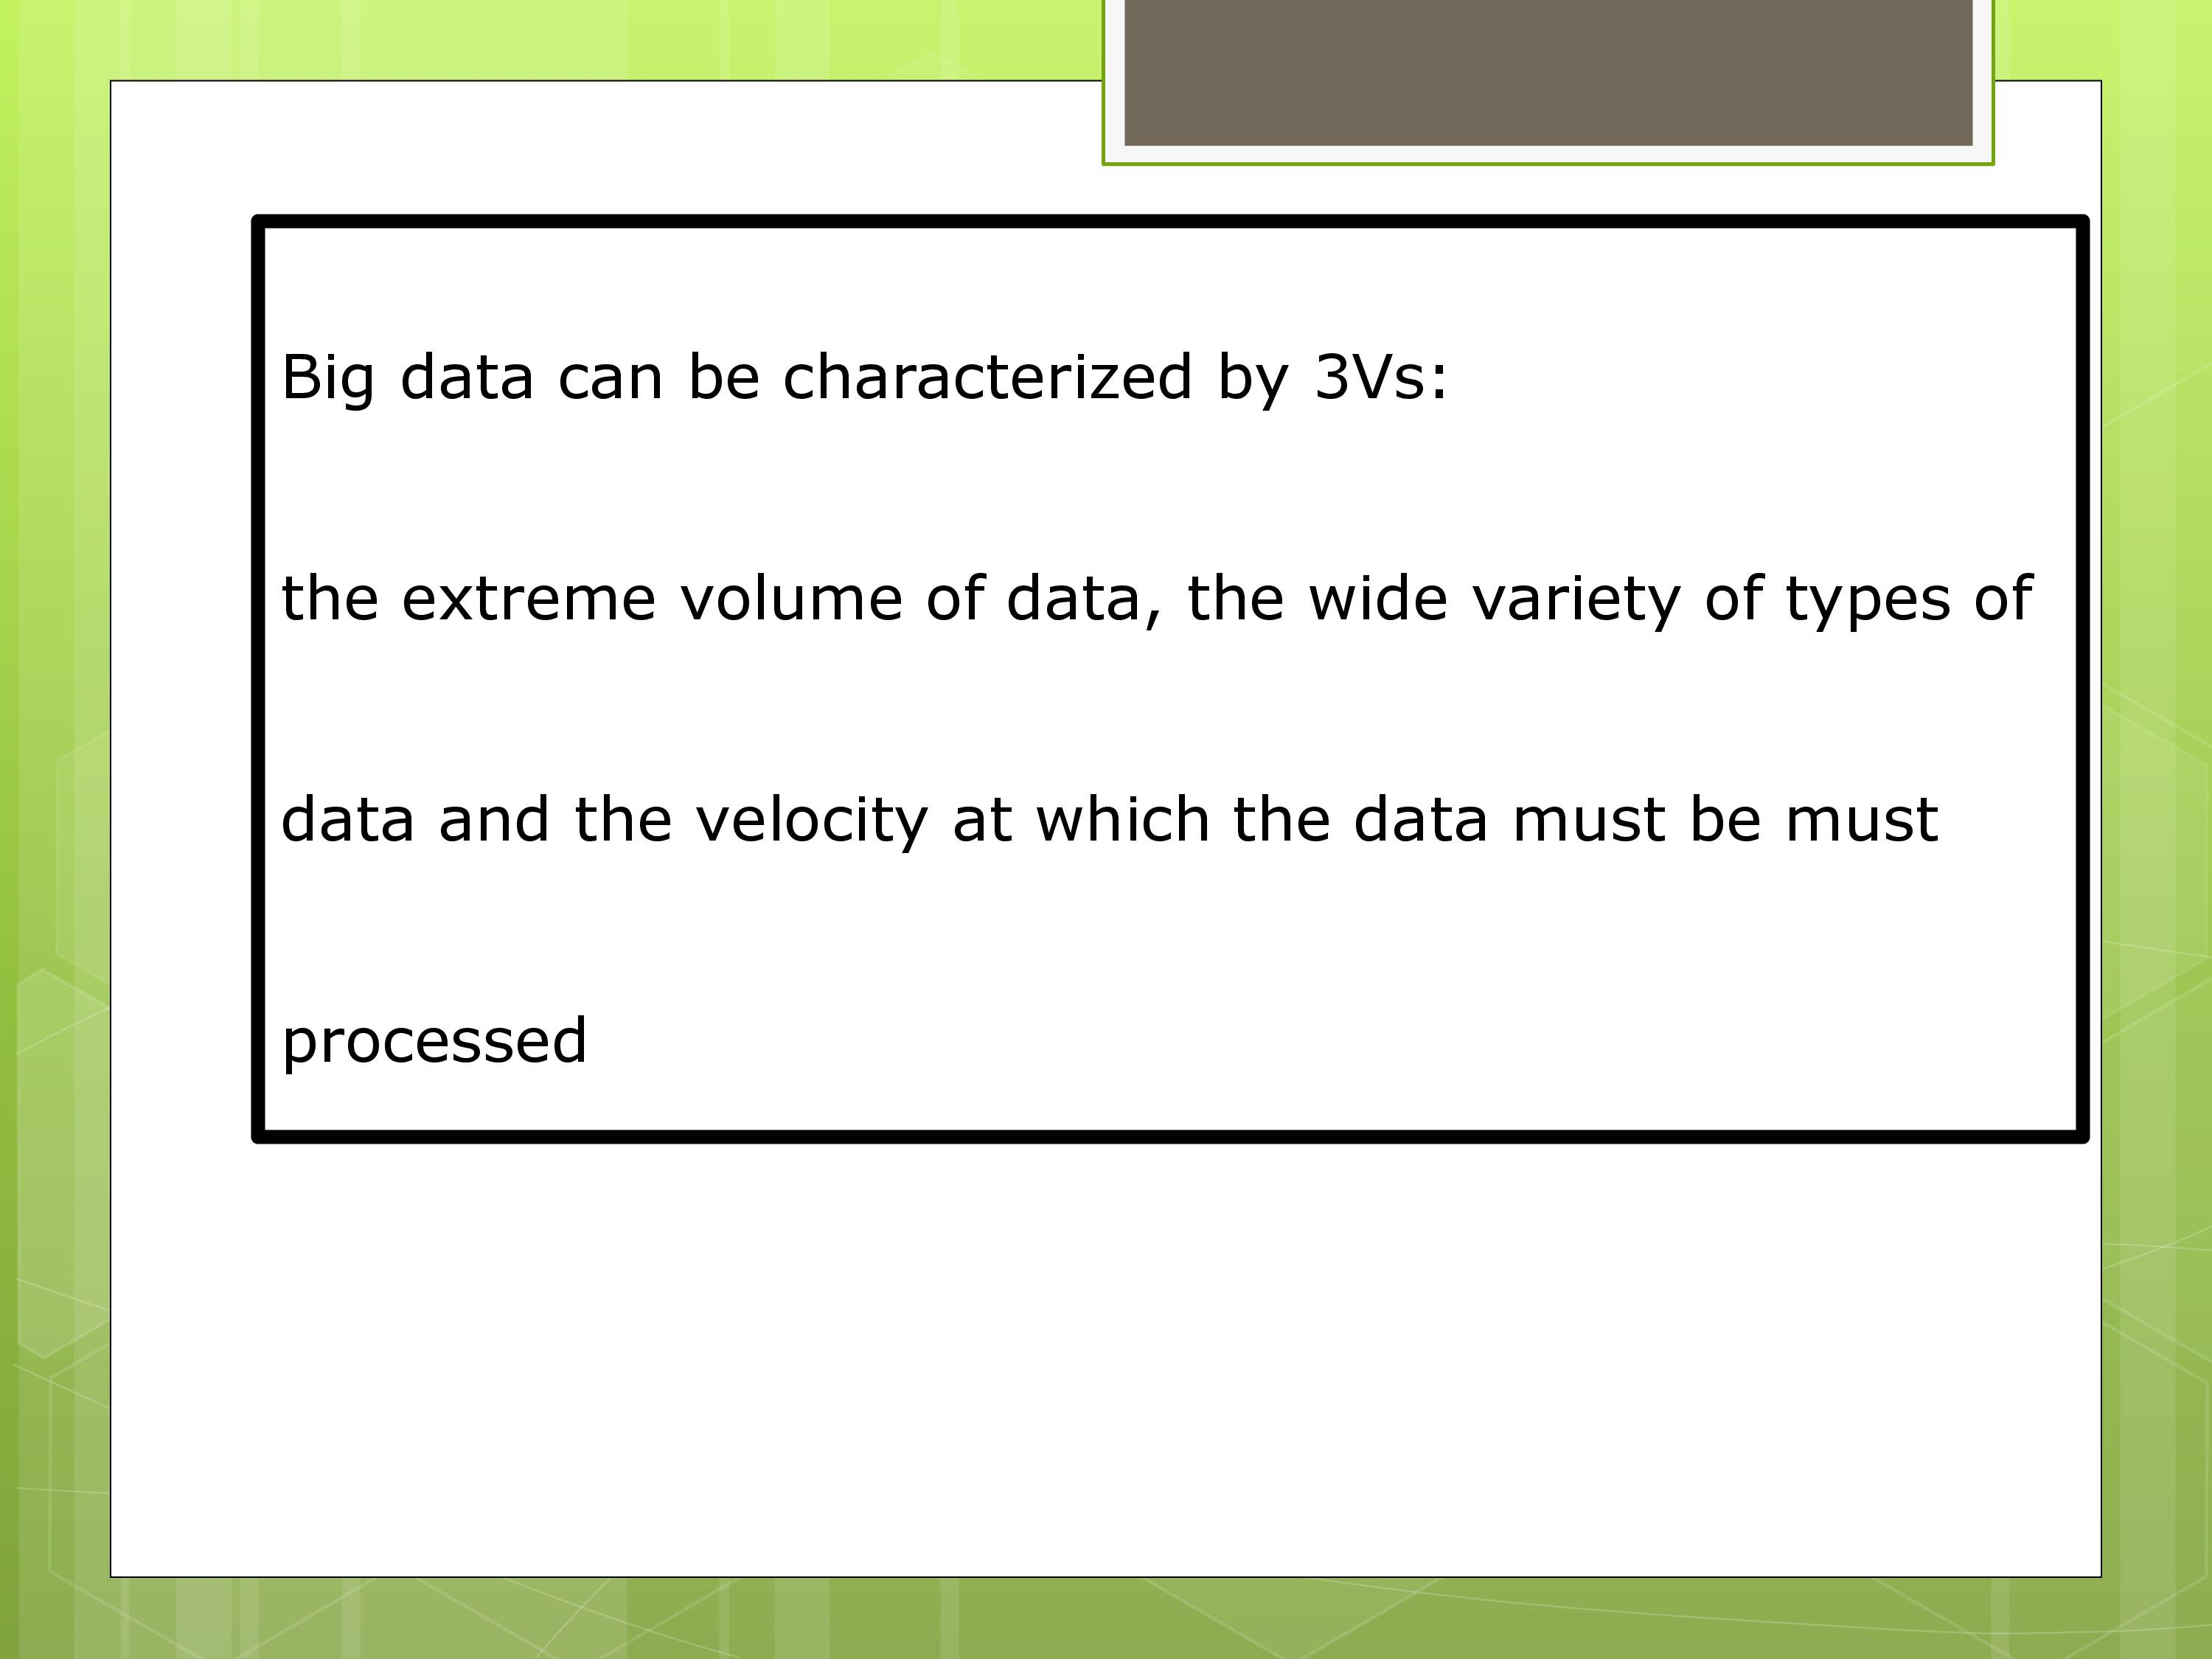 Big data can be characterized by 3Vs:
the extreme volume of data, the wide variety of types of
data and the velocity at which the data must be must
processed